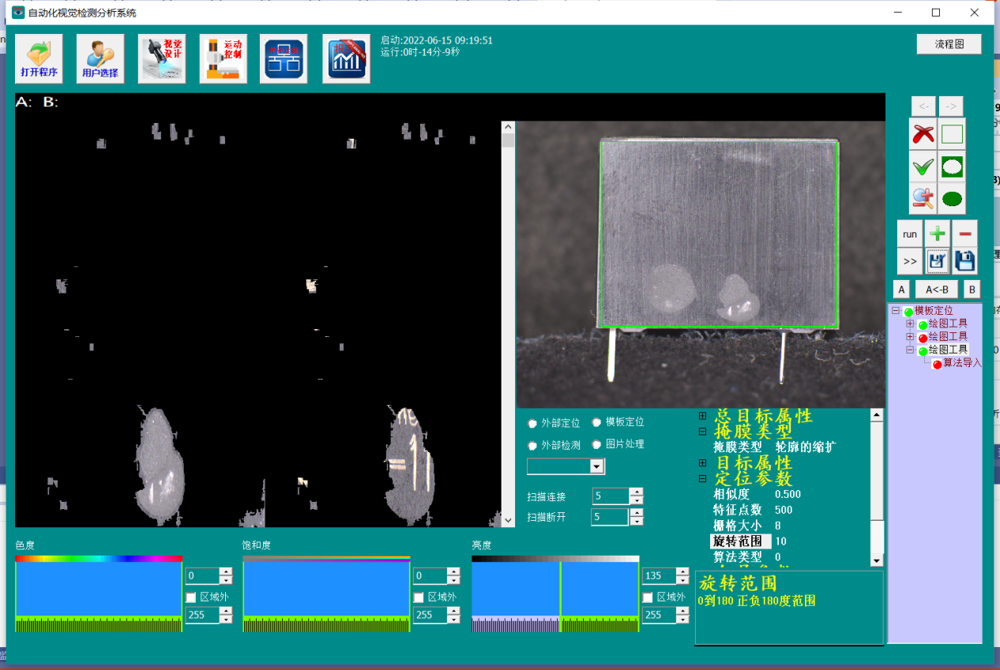 自动化视觉检测分析系统
打开程序
用户选择
视觉设计
运动控制
启动:2022-06-15 09:19:51
运行:0时-14分-9秒
流程图
A: B:
<- ->
run
>>
A A<-B B
模板定位
绘图工具
绘图工具
绘图工具
算法导入
外部定位 模板定位
外部检测 图片处理
扫描连接 5
扫描断开 5
总目标属性
掩膜类型
掩膜类型 轮廓的缩扩
目标属性
定位参数
相似度 0.500
特征点数 500
栅格大小 8
旋转范围 10
算法类型 0
旋转范围
0到180 正负180度范围
色度
0
区域外
255
饱和度
0
区域外
255
亮度
135
区域外
255